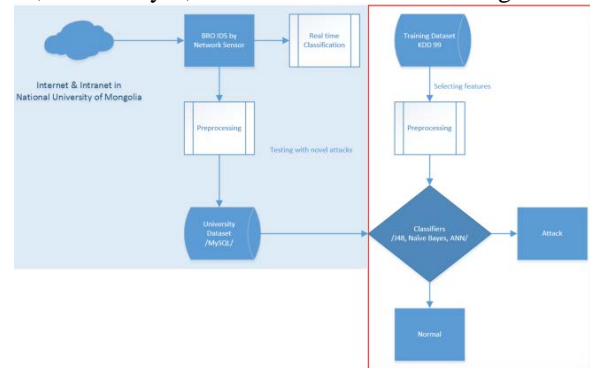 BRO IDS by
Network Sensor
Real time
Classification
Training Dataset
KDD 99
Internet & Intranet in
National University of Mongolia
Selecting features
Preprocessing
Preprocessing
Testing with novel attacks
University
Dataset
/MySQL/
Classifiers
/J48, Naïve Bayes, ANN/
Attack
Normal